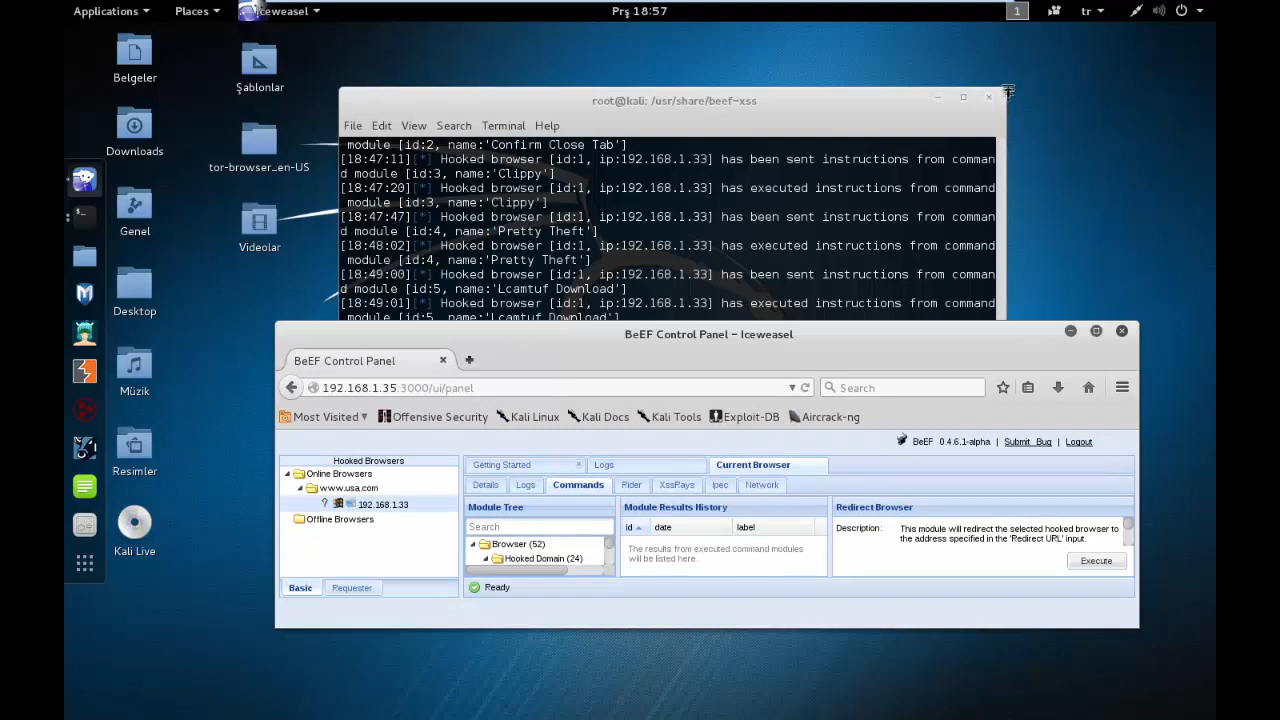 Applications Places Iceweasel Prş 18:57 1 tr
Belgeler
Şablonlar
Downloads
tor-browser_en-US
Genel
Videolar
Desktop
Müzik
Resimler
Kali Live
root@kali: /usr/share/beef-xss
File Edit View Search Terminal Help
module [id:2, name:'Confirm Close Tab']
[18:47:11][*] Hooked browser [id:1, ip:192.168.1.33] has been sent instructions from comman
d module [id:3, name:'Clippy']
[18:47:20][*] Hooked browser [id:1, ip:192.168.1.33] has executed instructions from command
module [id:3, name:'Clippy']
[18:47:47][*] Hooked browser [id:1, ip:192.168.1.33] has been sent instructions from comman
d module [id:4, name:'Pretty Theft']
[18:48:02][*] Hooked browser [id:1, ip:192.168.1.33] has executed instructions from command
module [id:4, name:'Pretty Theft']
[18:49:00][*] Hooked browser [id:1, ip:192.168.1.33] has been sent instructions from comman
d module [id:5, name:'Lcamtuf Download']
[18:49:01][*] Hooked browser [id:1, ip:192.168.1.33] has executed instructions from command
module [id:5, name:'Lcamtuf Download']
BeEF Control Panel - Iceweasel
BeEF Control Panel
192.168.1.35:3000/ui/panel Search
Most Visited Offensive Security Kali Linux Kali Docs Kali Tools Exploit-DB Aircrack-ng
BeEF 0.4.6.1-alpha | Submit Bug | Logout
Hooked Browsers
Online Browsers
www.usa.com
? 192.168.1.33
Offline Browsers
Basic Requester
Getting Started Logs Current Browser
Details Logs Commands Rider XssRays Ipec Network
Module Tree
Search
Browser (52)
Hooked Domain (24)
Module Results History
id date label
The results from executed command modules
will be listed here.
Redirect Browser
Description: This module will redirect the selected hooked browser to
the address specified in the 'Redirect URL' input.
Execute
Ready